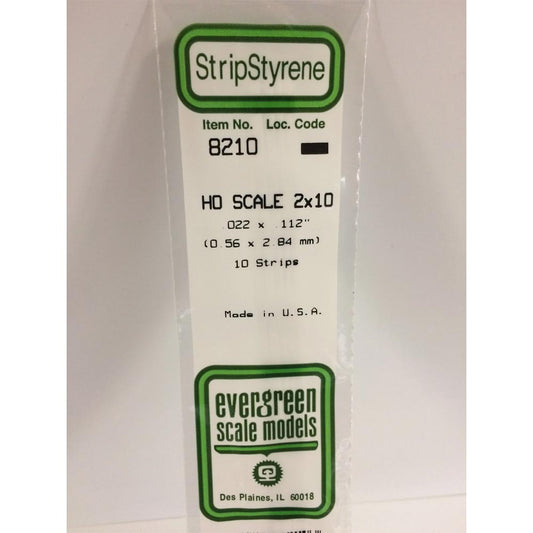 StripStyrene
Item No. Loc. Code
8210
HO SCALE 2x10
.022 x .112"
(0.56 x 2.84 mm)
10 Strips
Made in U.S.A.
evergreen
scale models
Des Plaines, IL 60018